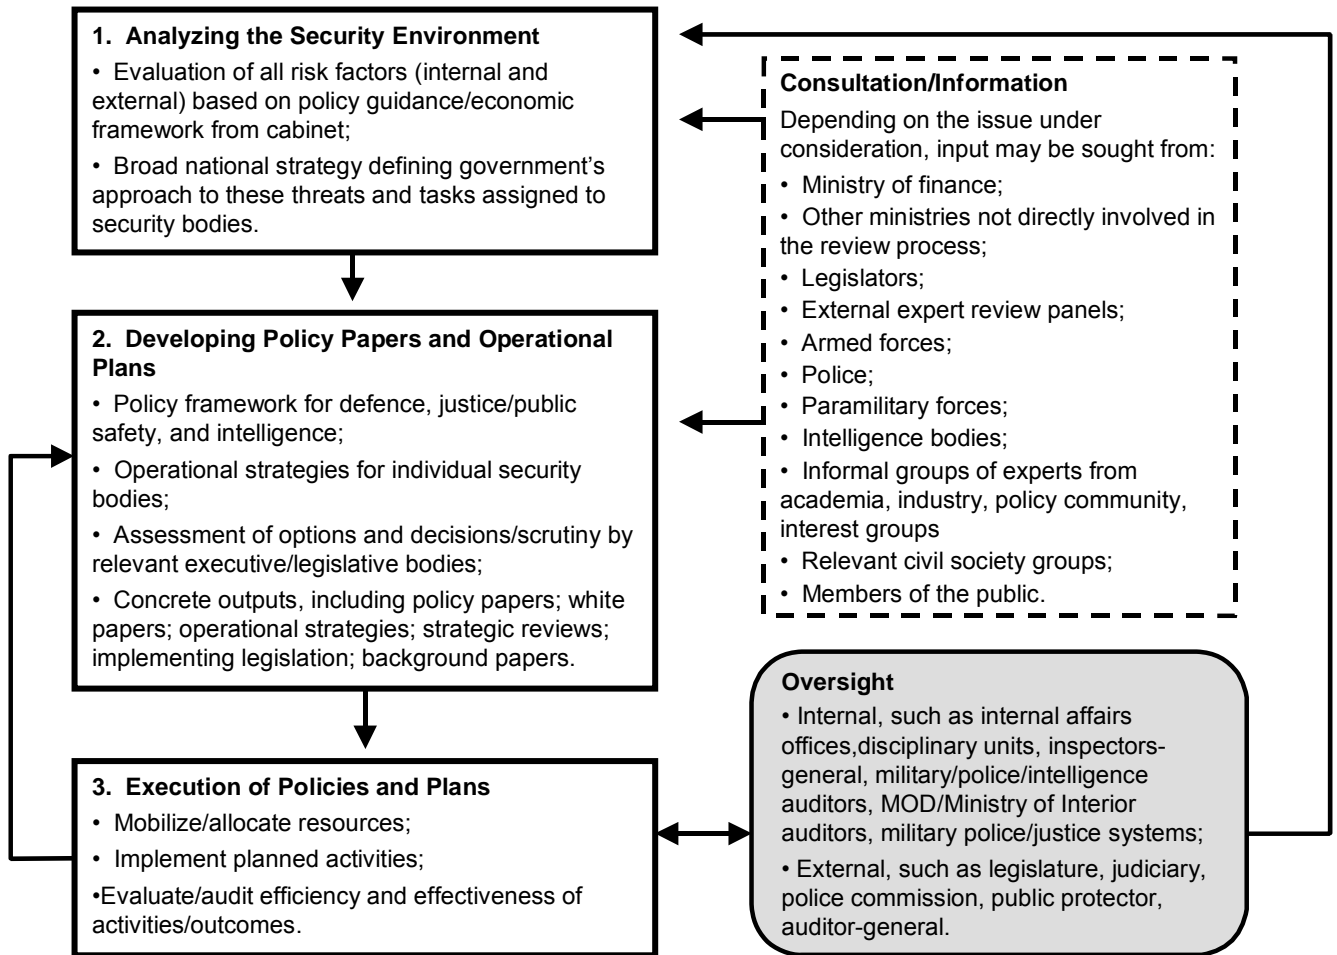 1.  Analyzing the Security Environment
• Evaluation of all risk factors (internal and
external) based on policy guidance/economic
framework from cabinet;
• Broad national strategy defining government’s
approach to these threats and tasks assigned to
security bodies.
Consultation/Information
Depending on the issue under
consideration, input may be sought from:
• Ministry of finance;
• Other ministries not directly involved in
the review process;
• Legislators;
• External expert review panels;
• Armed forces;
• Police;
• Paramilitary forces;
• Intelligence bodies;
• Informal groups of experts from
academia, industry, policy community,
interest groups
• Relevant civil society groups;
• Members of the public.
2.  Developing Policy Papers and Operational
Plans
• Policy framework for defence, justice/public
safety, and intelligence;
• Operational strategies for individual security
bodies;
• Assessment of options and decisions/scrutiny by
relevant executive/legislative bodies;
• Concrete outputs, including policy papers; white
papers; operational strategies; strategic reviews;
implementing legislation; background papers.
Oversight
• Internal, such as internal affairs
offices,disciplinary units, inspectors-
general, military/police/intelligence
auditors, MOD/Ministry of Interior
auditors, military police/justice systems;
• External, such as legislature, judiciary,
police commission, public protector,
auditor-general.
3.  Execution of Policies and Plans
• Mobilize/allocate resources;
• Implement planned activities;
•Evaluate/audit efficiency and effectiveness of
activities/outcomes.